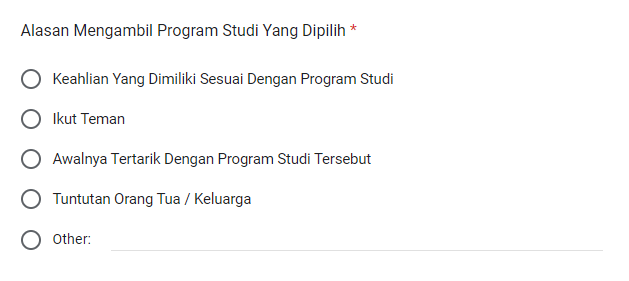 Alasan Mengambil Program Studi Yang Dipilih *
Keahlian Yang Dimiliki Sesuai Dengan Program Studi
Ikut Teman
Awalnya Tertarik Dengan Program Studi Tersebut
Tuntutan Orang Tua / Keluarga
Other: